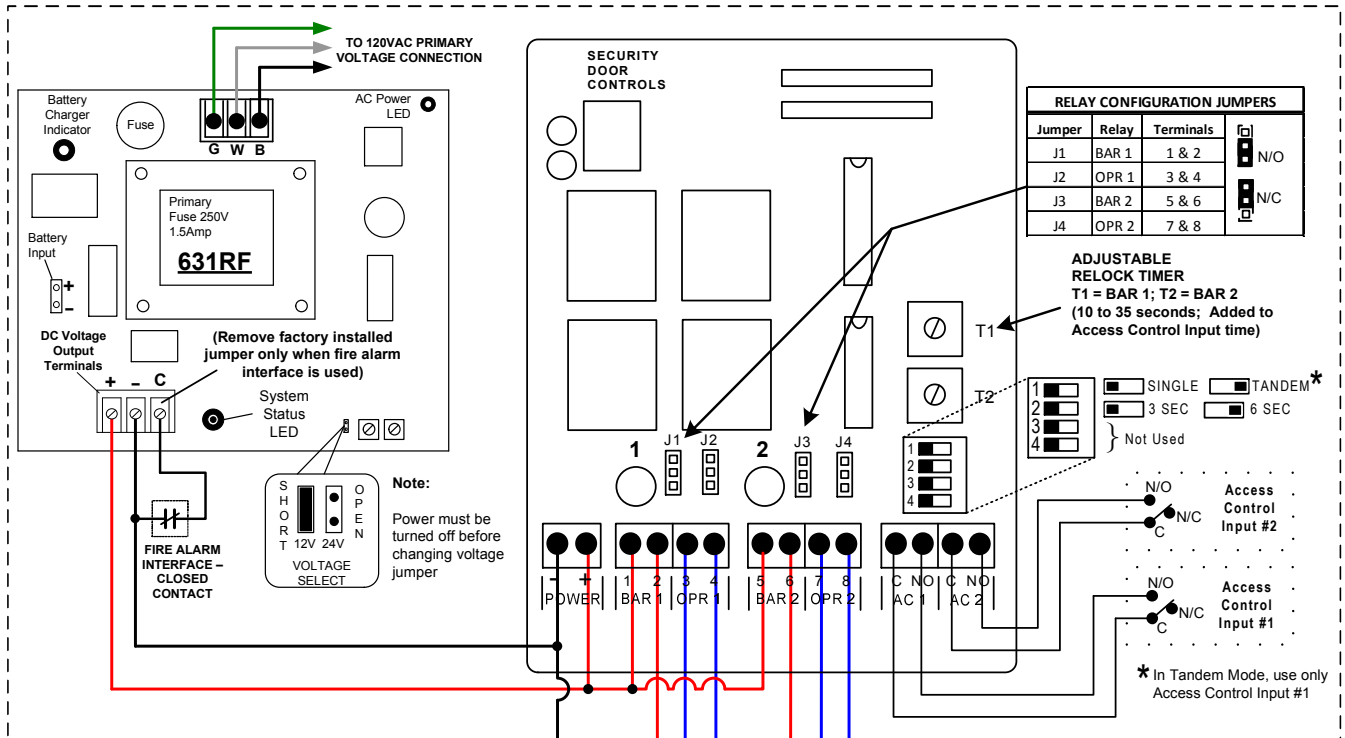 TO 120VAC PRIMARY
VOLTAGE CONNECTION
Battery
Charger
Indicator
Fuse
G W B
AC Power
LED
Primary
Fuse 250V
1.5Amp
631RF
Battery
Input
+
-
DC Voltage
Output
Terminals
(Remove factory installed
jumper only when fire alarm
interface is used)
+ - C
System
Status
LED
FIRE ALARM
INTERFACE –
CLOSED
CONTACT
SHORT
OPEN
12V 24V
VOLTAGE
SELECT
Note:
Power must be
turned off before
changing voltage
jumper
SECURITY
DOOR
CONTROLS
T1
T2
1 J1 J2 2 J3 J4
1
2
3
4
- + 1 2 3 4 5 6 7 8 C NO C NO
POWER BAR 1 OPR 1 BAR 2 OPR 2 AC 1 AC 2
RELAY CONFIGURATION JUMPERS
Jumper Relay Terminals
J1 BAR 1 1 & 2
J2 OPR 1 3 & 4
J3 BAR 2 5 & 6
J4 OPR 2 7 & 8
N/O
N/C
ADJUSTABLE
RELOCK TIMER
T1 = BAR 1; T2 = BAR 2
(10 to 35 seconds; Added to
Access Control Input time)
1 SINGLE TANDEM*
2 3 SEC 6 SEC
3
4
} Not Used
N/O
N/C
C
Access
Control
Input #2
N/O
N/C
C
Access
Control
Input #1
* In Tandem Mode, use only
Access Control Input #1